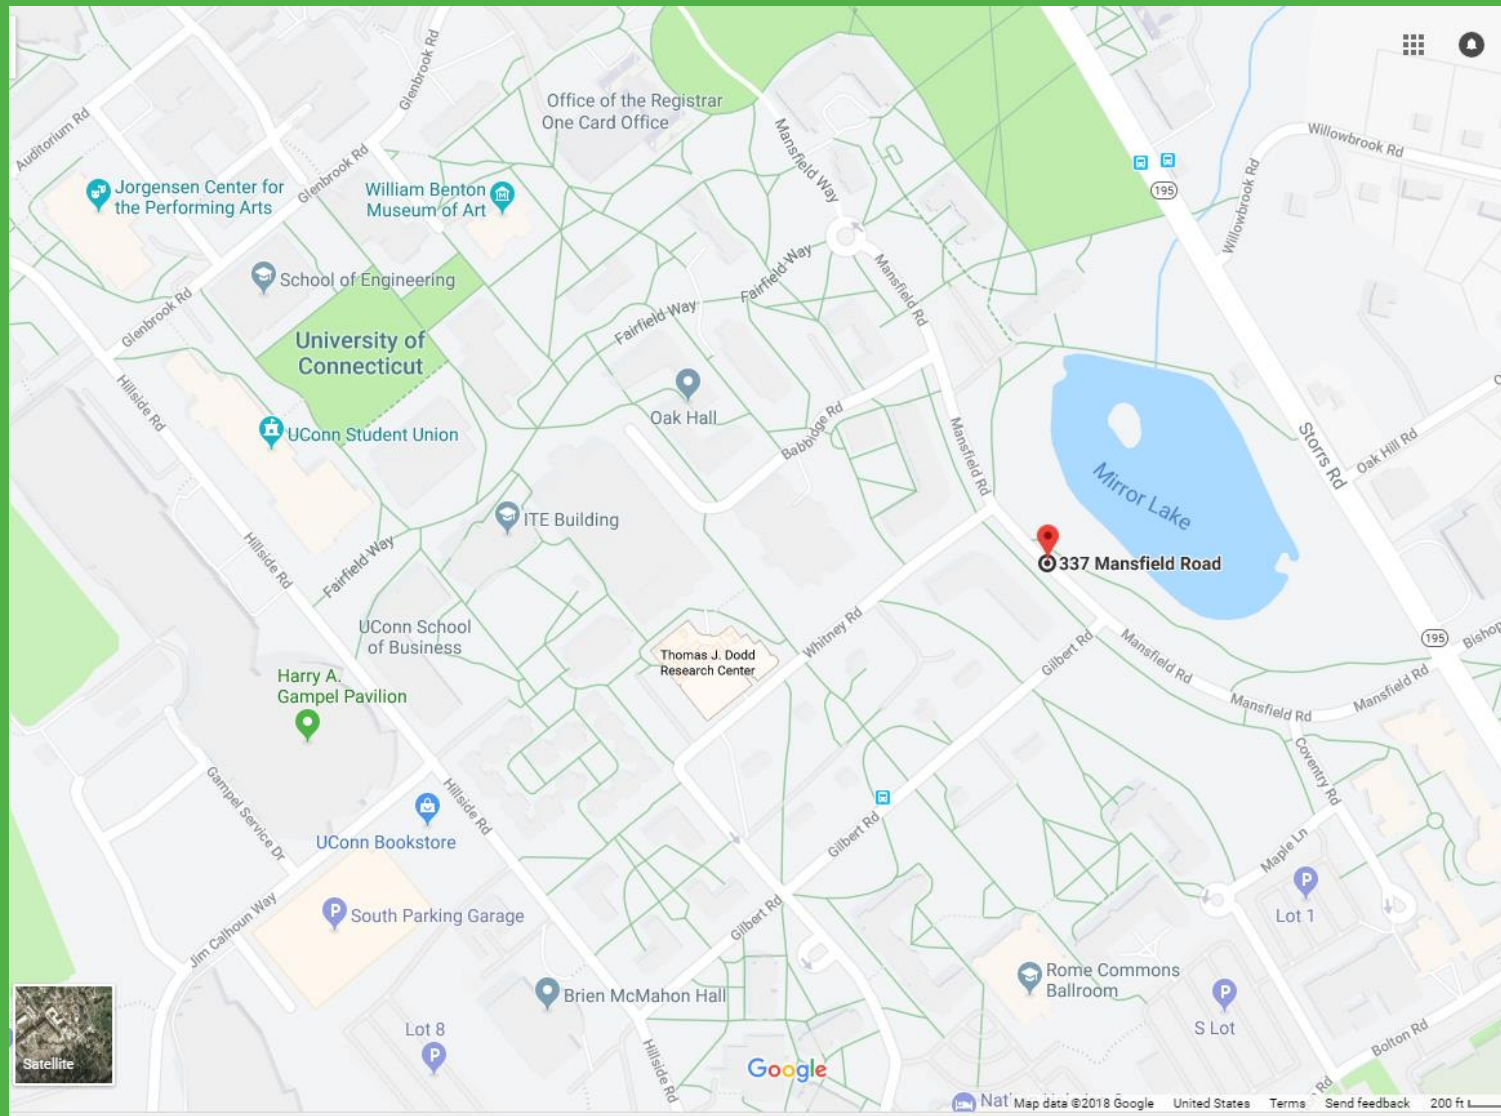 Glenbrook Rd
Auditorium Rd
Office of the Registrar
One Card Office
Mansfield Way
Willowbrook Rd
195
Jorgensen Center for
the Performing Arts
Glenbrook Rd
William Benton
Museum of Art
M
Willowbrook Rd
School of Engineering
Fairfield Way
Mansfield Rd
Glenbrook Rd
Fairfield Way
University of
Connecticut
Hillside Rd
Oak Hall
Babbidge Rd
Mansfield Rd
Storrs Rd
Oak Hill Rd
UConn Student Union
Mirror Lake
ITE Building
Hillside Rd
Fairfield Way
337 Mansfield Road
UConn School
of Business
Thomas J. Dodd
Research Center
Whitney Rd
Gilbert Rd
Mansfield Rd
195
Bishop
Harry A.
Gampel Pavilion
Mansfield Rd
Mansfield Rd
Coventry Rd
Gampel Service Dr
Hillside Rd
UConn Bookstore
Gilbert Rd
Maple Ln
P
Lot 1
Jim Calhoun Way
P
South Parking Garage
Gilbert Rd
Rome Commons
Ballroom
Brien McMahon Hall
P
S Lot
Lot 8
P
Bolton Rd
Satellite
Hillside Rd
Google
Rd
Map data ©2018 Google United States Terms Send feedback 200 ft